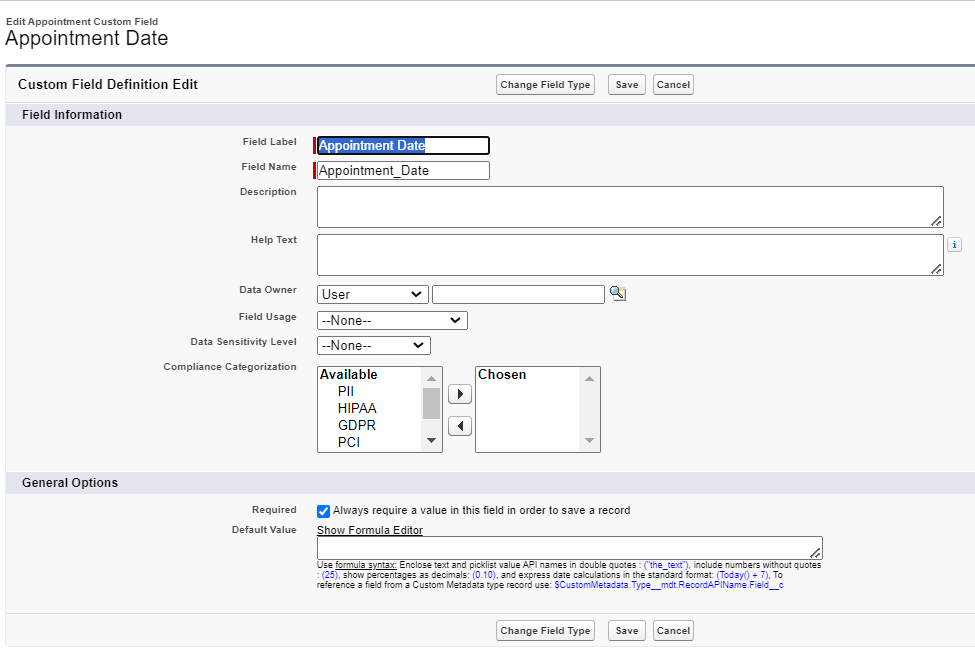 Edit Appointment Custom Field
Appointment Date
Custom Field Definition Edit
Change Field Type Save Cancel
Field Information
Field Label Appointment Date
Field Name Appointment_Date
Description
Help Text
i
Data Owner User
Field Usage --None--
Data Sensitivity Level --None--
Compliance Categorization
Available Chosen
PII
HIPAA
GDPR
PCI
General Options
Required Always require a value in this field in order to save a record
Default Value Show Formula Editor
Use formula syntax: Enclose text and picklist value API names in double quotes : ("the_text"), include numbers without quotes
: (25), show percentages as decimals: (0.10), and express date calculations in the standard format: (Today() + 7), To
reference a field from a Custom Metadata type record use: $CustomMetadata.Type__mdt.RecordAPIName.Field__c
Change Field Type Save Cancel